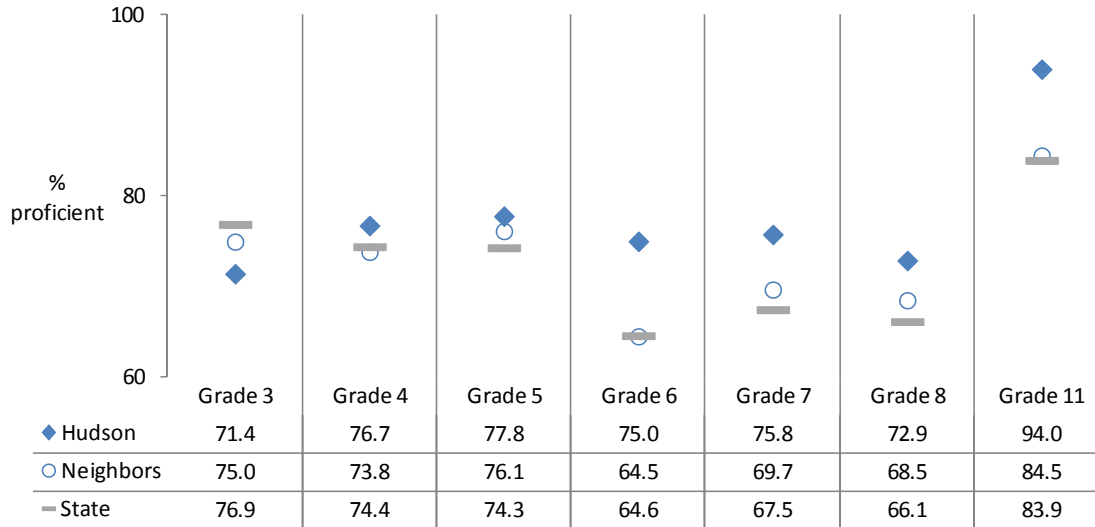 100
80
60
%
proficient
Grade 3 Grade 4 Grade 5 Grade 6 Grade 7 Grade 8 Grade 11
Hudson 71.4 76.7 77.8 75.0 75.8 72.9 94.0
Neighbors 75.0 73.8 76.1 64.5 69.7 68.5 84.5
State 76.9 74.4 74.3 64.6 67.5 66.1 83.9